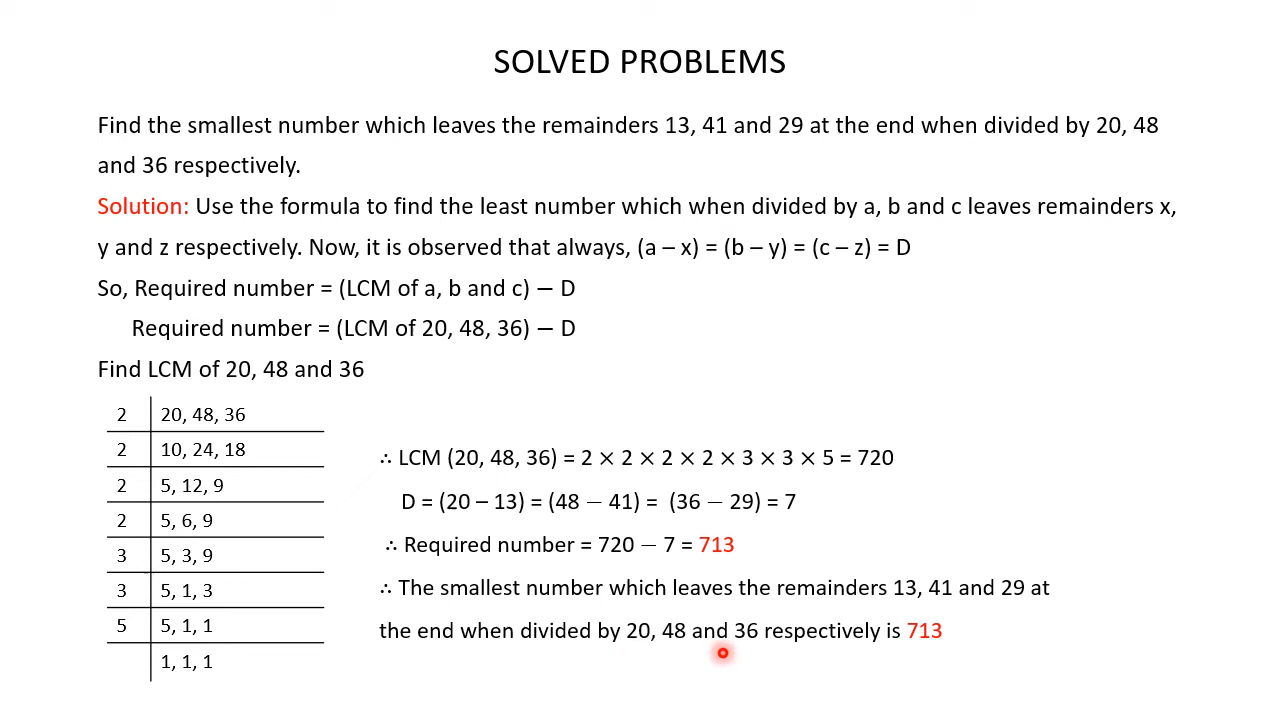 SOLVED PROBLEMS
Find the smallest number which leaves the remainders 13, 41 and 29 at the end when divided by 20, 48
and 36 respectively.
Solution: Use the formula to find the least number which when divided by a, b and c leaves remainders x,
y and z respectively. Now, it is observed that always, (a – x) = (b – y) = (c – z) = D
So, Required number = (LCM of a, b and c) − D
Required number = (LCM of 20, 48, 36) − D
Find LCM of 20, 48 and 36
2 20, 48, 36
2 10, 24, 18
2 5, 12, 9
2 5, 6, 9
3 5, 3, 9
3 5, 1, 3
5 5, 1, 1
1, 1, 1
∴ LCM (20, 48, 36) = 2 × 2 × 2 × 2 × 3 × 3 × 5 = 720
D = (20 – 13) = (48 − 41) = (36 − 29) = 7
∴ Required number = 720 − 7 = 713
∴ The smallest number which leaves the remainders 13, 41 and 29 at
the end when divided by 20, 48 and 36 respectively is 713